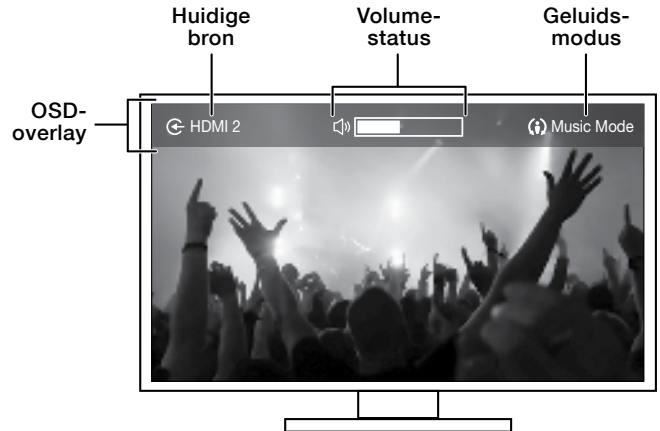 Huidige
bron
Volume-
status
Geluids-
modus
OSD-
overlay
HDMI 2
Music Mode